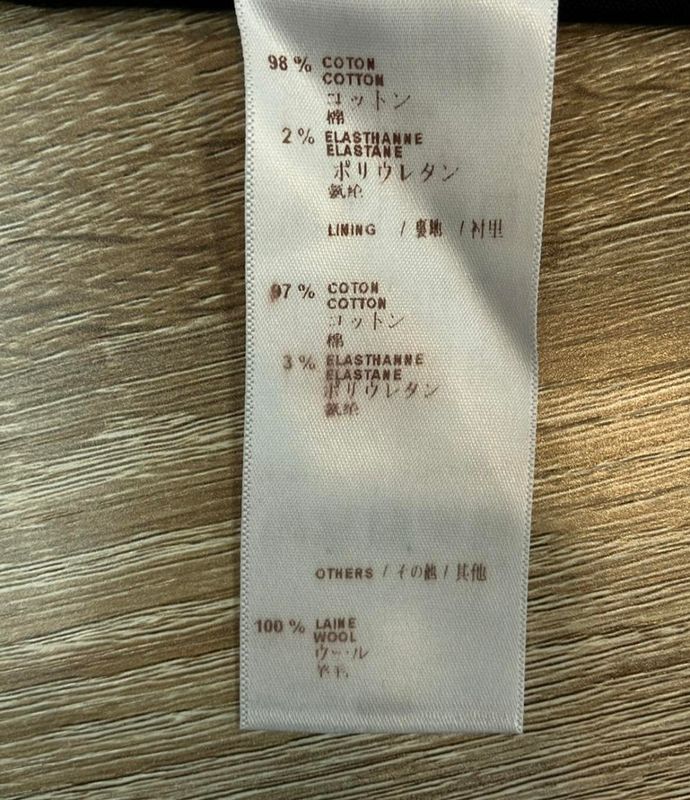 98 % COTON
COTTON
コットン
棉
2 % ELASTHANNE
ELASTANE
ポリウレタン
氨纶
LINING / 裏地 / 衬里
97 % COTON
COTTON
コットン
棉
3 % ELASTHANNE
ELASTANE
ポリウレタン
氨纶
OTHERS / その他 / 其他
100 % LAINE
WOOL
ウール
羊毛